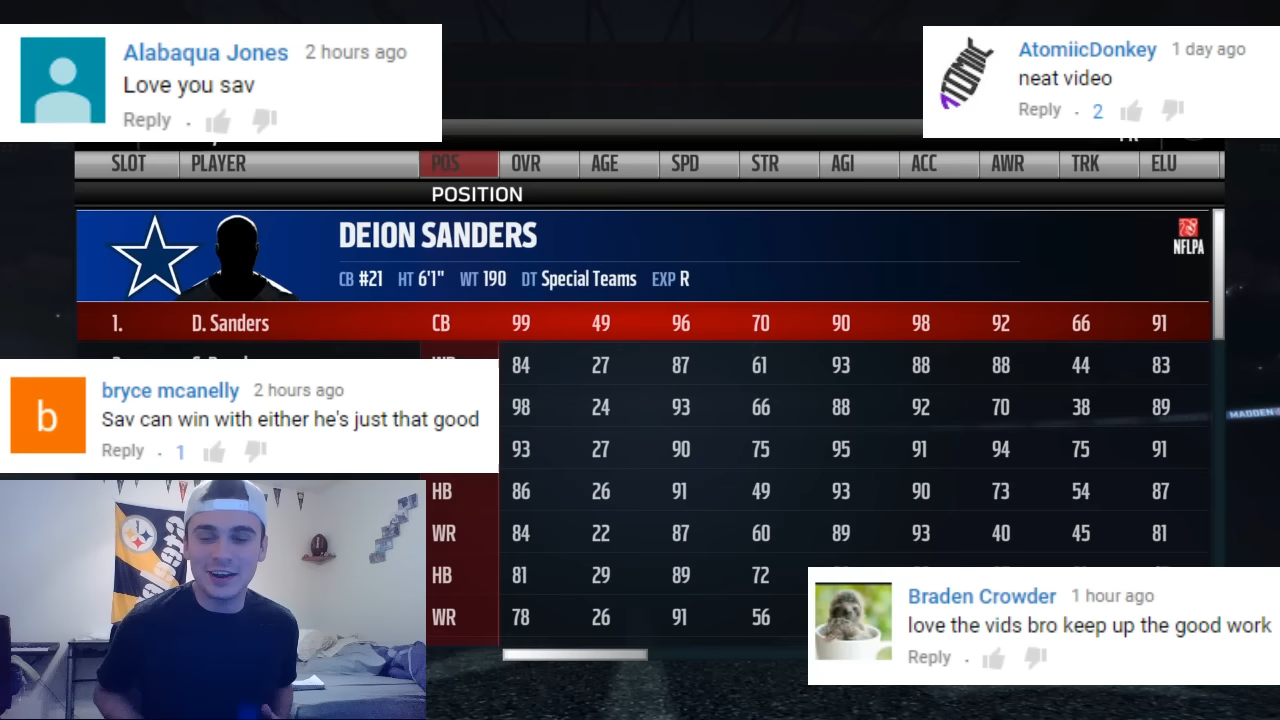 Alabaqua Jones 2 hours ago
Love you sav
Reply
AtomiicDonkey 1 day ago
neat video
Reply 2
ATOMIC
SLOT PLAYER POS OVR AGE SPD STR AGI ACC AWR TRK ELU
POSITION
DEION SANDERS
NFLPA
CB #21 HT 6'1" WT 190 DT Special Teams EXP R
1. D. Sanders CB 99 49 96 70 90 98 92 66 91
84 27 87 61 93 88 88 44 83
bryce mcanelly 2 hours ago
Sav can win with either he's just that good
Reply 1
b
98 24 93 66 88 92 70 38 89
MADDEN
93 27 90 75 95 91 94 75 91
HB 86 26 91 49 93 90 73 54 87
WR 84 22 87 60 89 93 40 45 81
HB 81 29 89 72
WR 78 26 91 56
Steelers
Braden Crowder 1 hour ago
love the vids bro keep up the good work
Reply